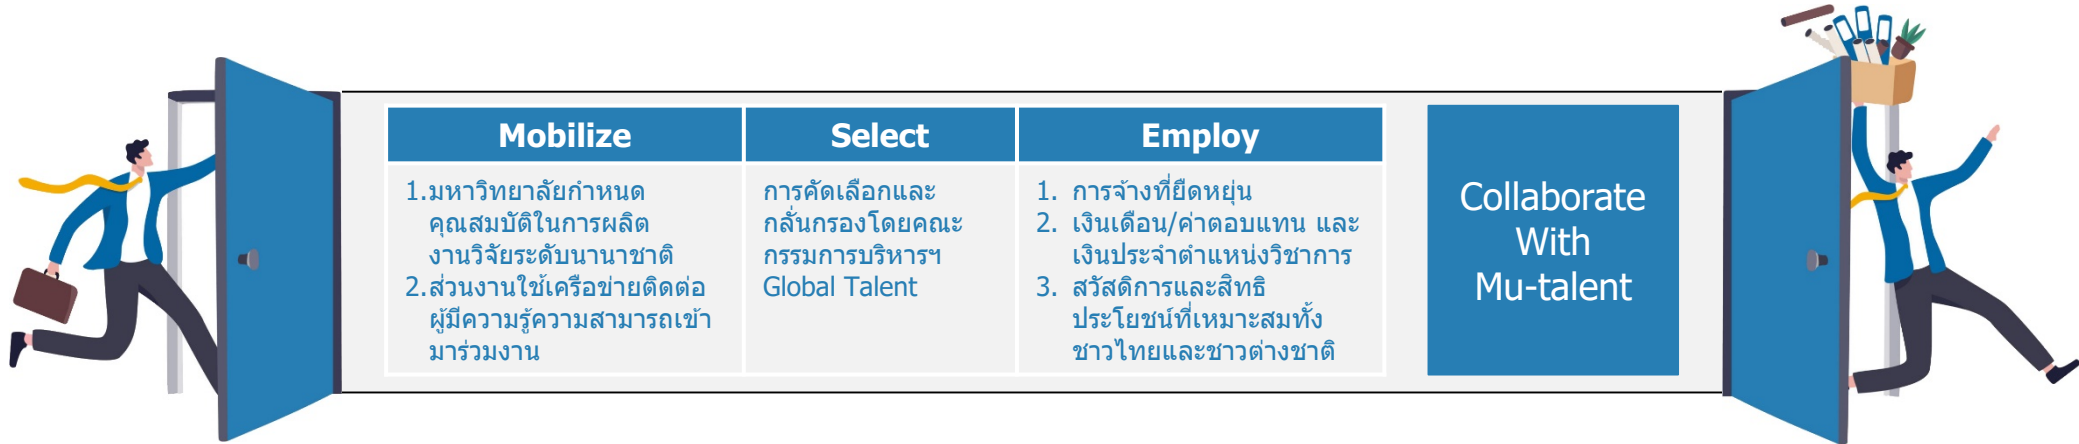 Mobilize
Select
Employ
1.มหาวิทยาลัยกำหนด
คุณสมบัติในการผลิต
งานวิจัยระดับนานาชาติ
2.ส่วนงานใช้เครือข่ายติดต่อ
ผู้มีความรู้ความสามารถเข้า
มาร่วมงาน
การคัดเลือกและ
กลั่นกรองโดยคณะ
กรรมการบริหารฯ
Global Talent
1. การจ้างที่ยืดหยุ่น
2. เงินเดือน/ค่าตอบแทน และ
เงินประจำตำแหน่งวิชาการ
3. สวัสดิการและสิทธิ
ประโยชน์ที่เหมาะสมทั้ง
ชาวไทยและชาวต่างชาติ
Collaborate
With
Mu-talent